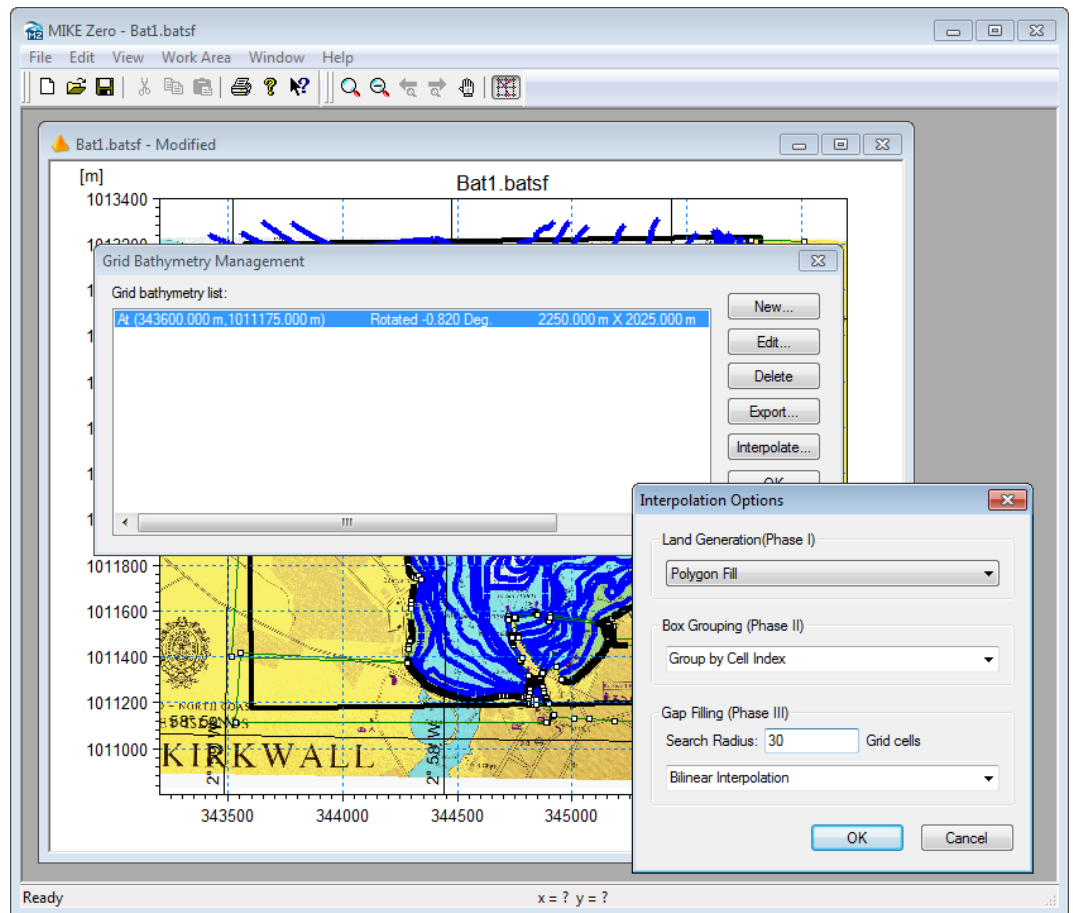 MIKE Zero - Bat1.batsf
File Edit View Work Area Window Help
Bat1.batsf - Modified
[m]
Bat1.batsf
1013400
Grid Bathymetry Management
Grid bathymetry list:
At (343600.000 m,1011175.000 m) Rotated -0.820 Deg. 2250.000 m X 2025.000 m
New...
Edit...
Delete
Export...
Interpolate...
Interpolation Options
Land Generation(Phase I)
Polygon Fill
Box Grouping (Phase II)
Group by Cell Index
Gap Filling (Phase III)
Search Radius: 30 Grid cells
Bilinear Interpolation
OK Cancel
1011800
1011600
1011400
1011200
1011000
KIRKWALL
2° 58' W
343500 344000 344500 345000
Ready x = ? y = ?